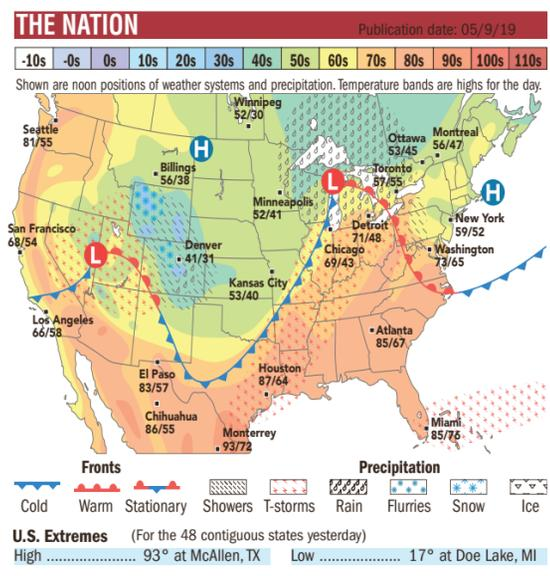 THE NATION
Publication date: 05/9/19
-10s -0s 0s 10s 20s 30s 40s 50s 60s 70s 80s 90s 100s 110s
Shown are noon positions of weather systems and precipitation. Temperature bands are highs for the day.
Winnipeg
52/30
Seattle
81/55
Ottawa
53/45
Montreal
56/47
H
Billings
56/38
Toronto
57/55
L
H
Minneapolis
52/41
New York
59/52
San Francisco
68/54
Detroit
71/48
Denver
41/31
Chicago
69/43
Washington
73/65
L
Kansas City
53/40
Los Angeles
66/58
Atlanta
85/67
El Paso
83/57
Houston
87/64
Chihuahua
86/55
Miami
85/76
Monterrey
93/72
Fronts
Precipitation
Cold Warm Stationary Showers T-storms Rain Flurries Snow Ice
U.S. Extremes (For the 48 contiguous states yesterday)
High ...................... 93° at McAllen, TX Low ...................... 17° at Doe Lake, MI